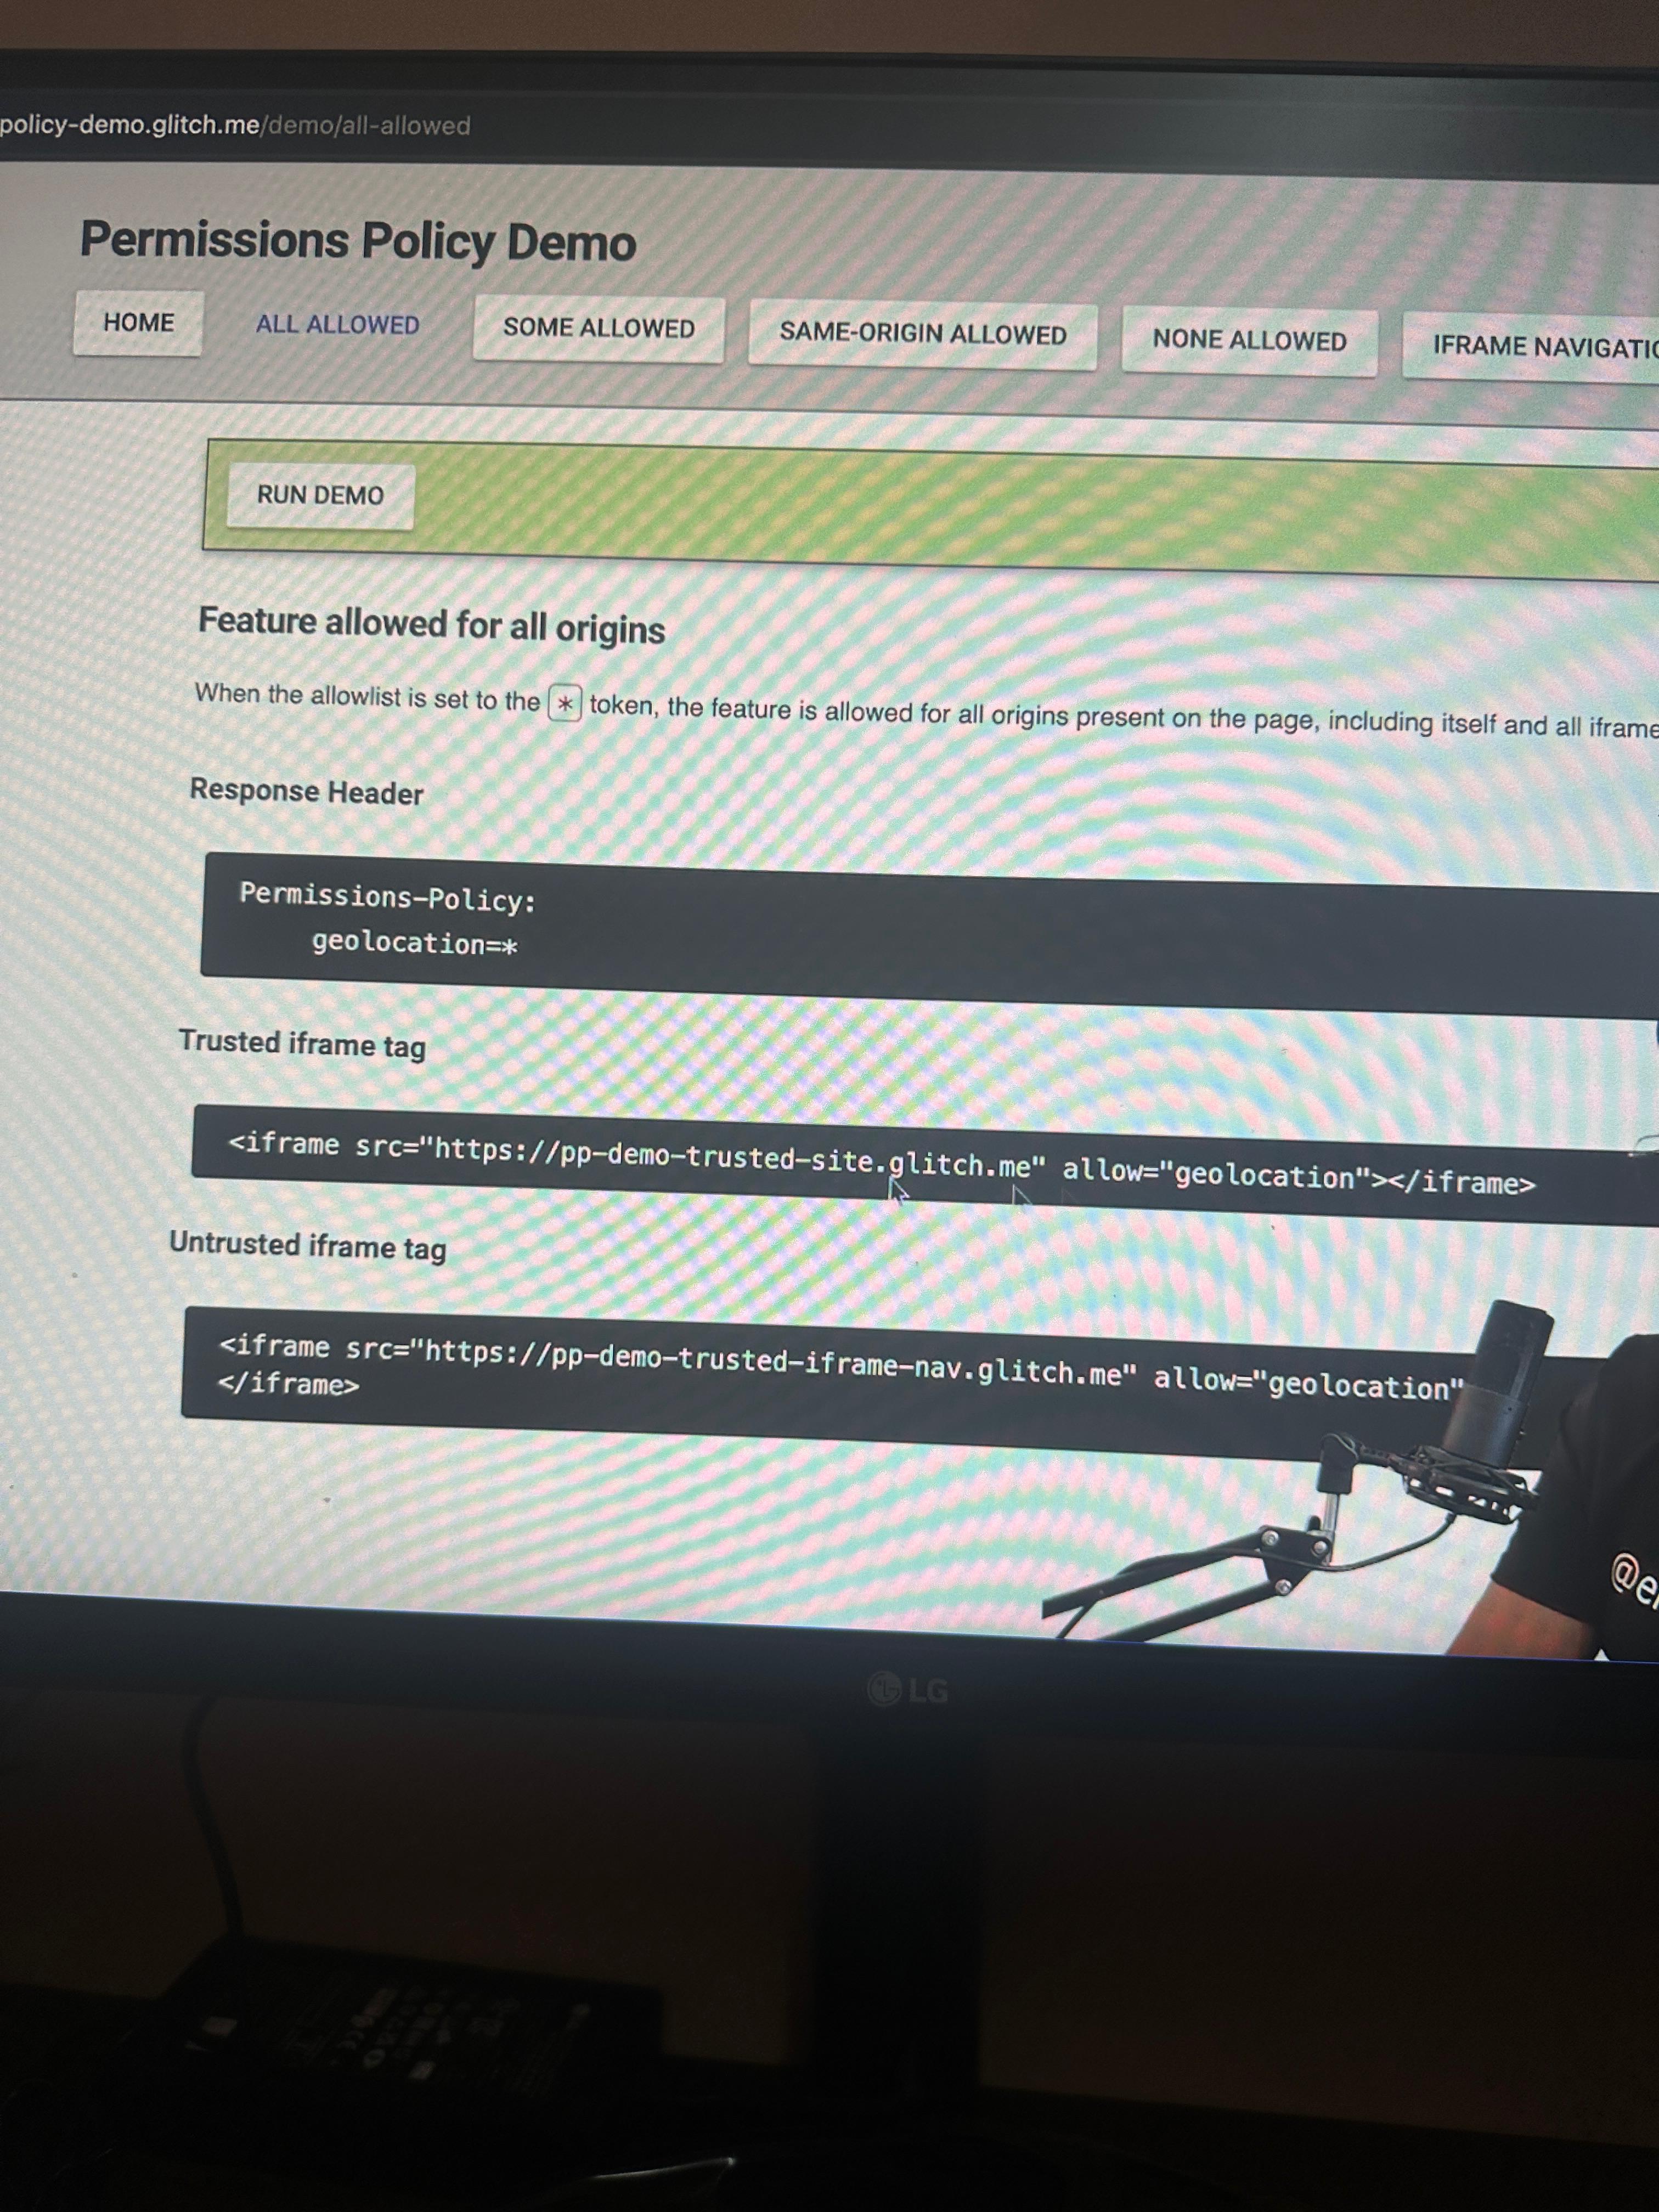 policy-demo.glitch.me/demo/all-allowed
Permissions Policy Demo
HOME ALL ALLOWED SOME ALLOWED SAME-ORIGIN ALLOWED NONE ALLOWED IFRAME
RUN DEMO
Feature allowed for all origins
When the allowlist is set to the * token, the feature is allowed for all origins present on the page, including itself and all
Response Header
Permissions-Policy:
geolocation=*
Trusted iframe tag
<iframe src="https://pp-demo-trusted-site.glitch.me" allow="geolocation"></iframe>
Untrusted iframe tag
<iframe src="https://pp-demo-trusted-iframe-nav.glitch.me" allow="geolocation"
</iframe>
LG